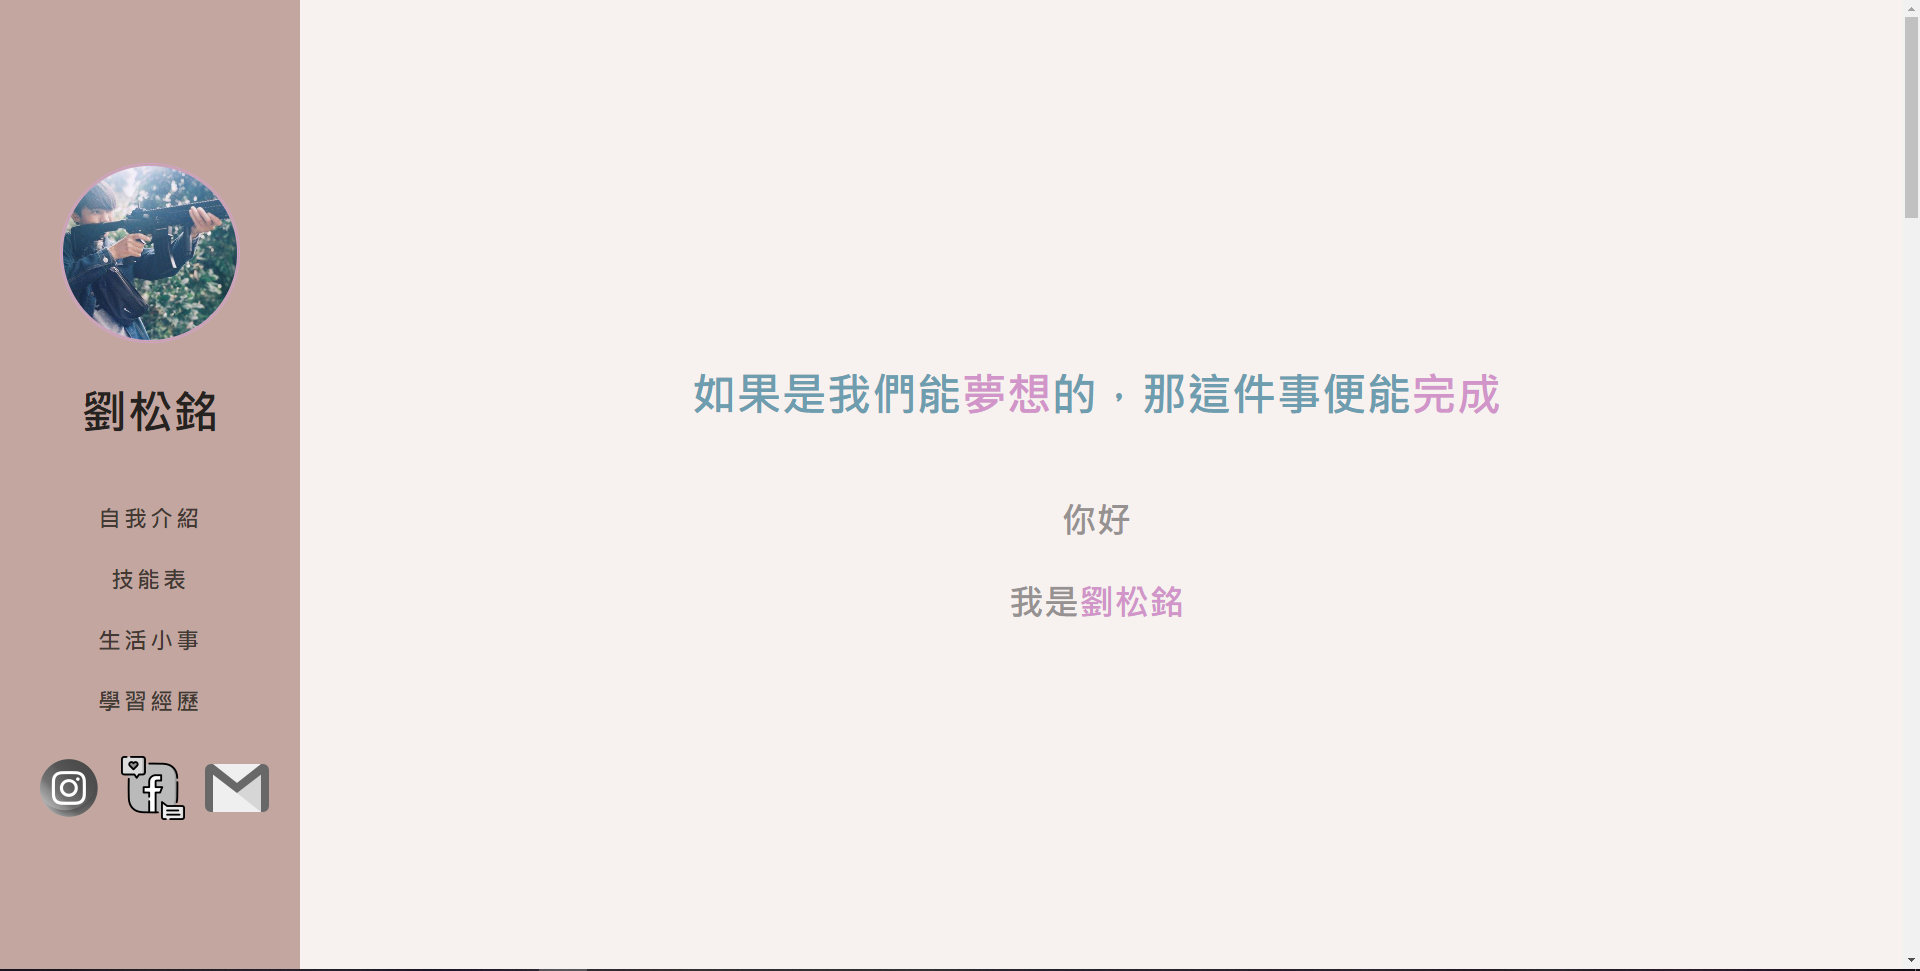 劉松銘
自我介紹
技能表
生活小事
學習經歷
如果是我們能夢想的，那這件事便能完成
你好
我是劉松銘